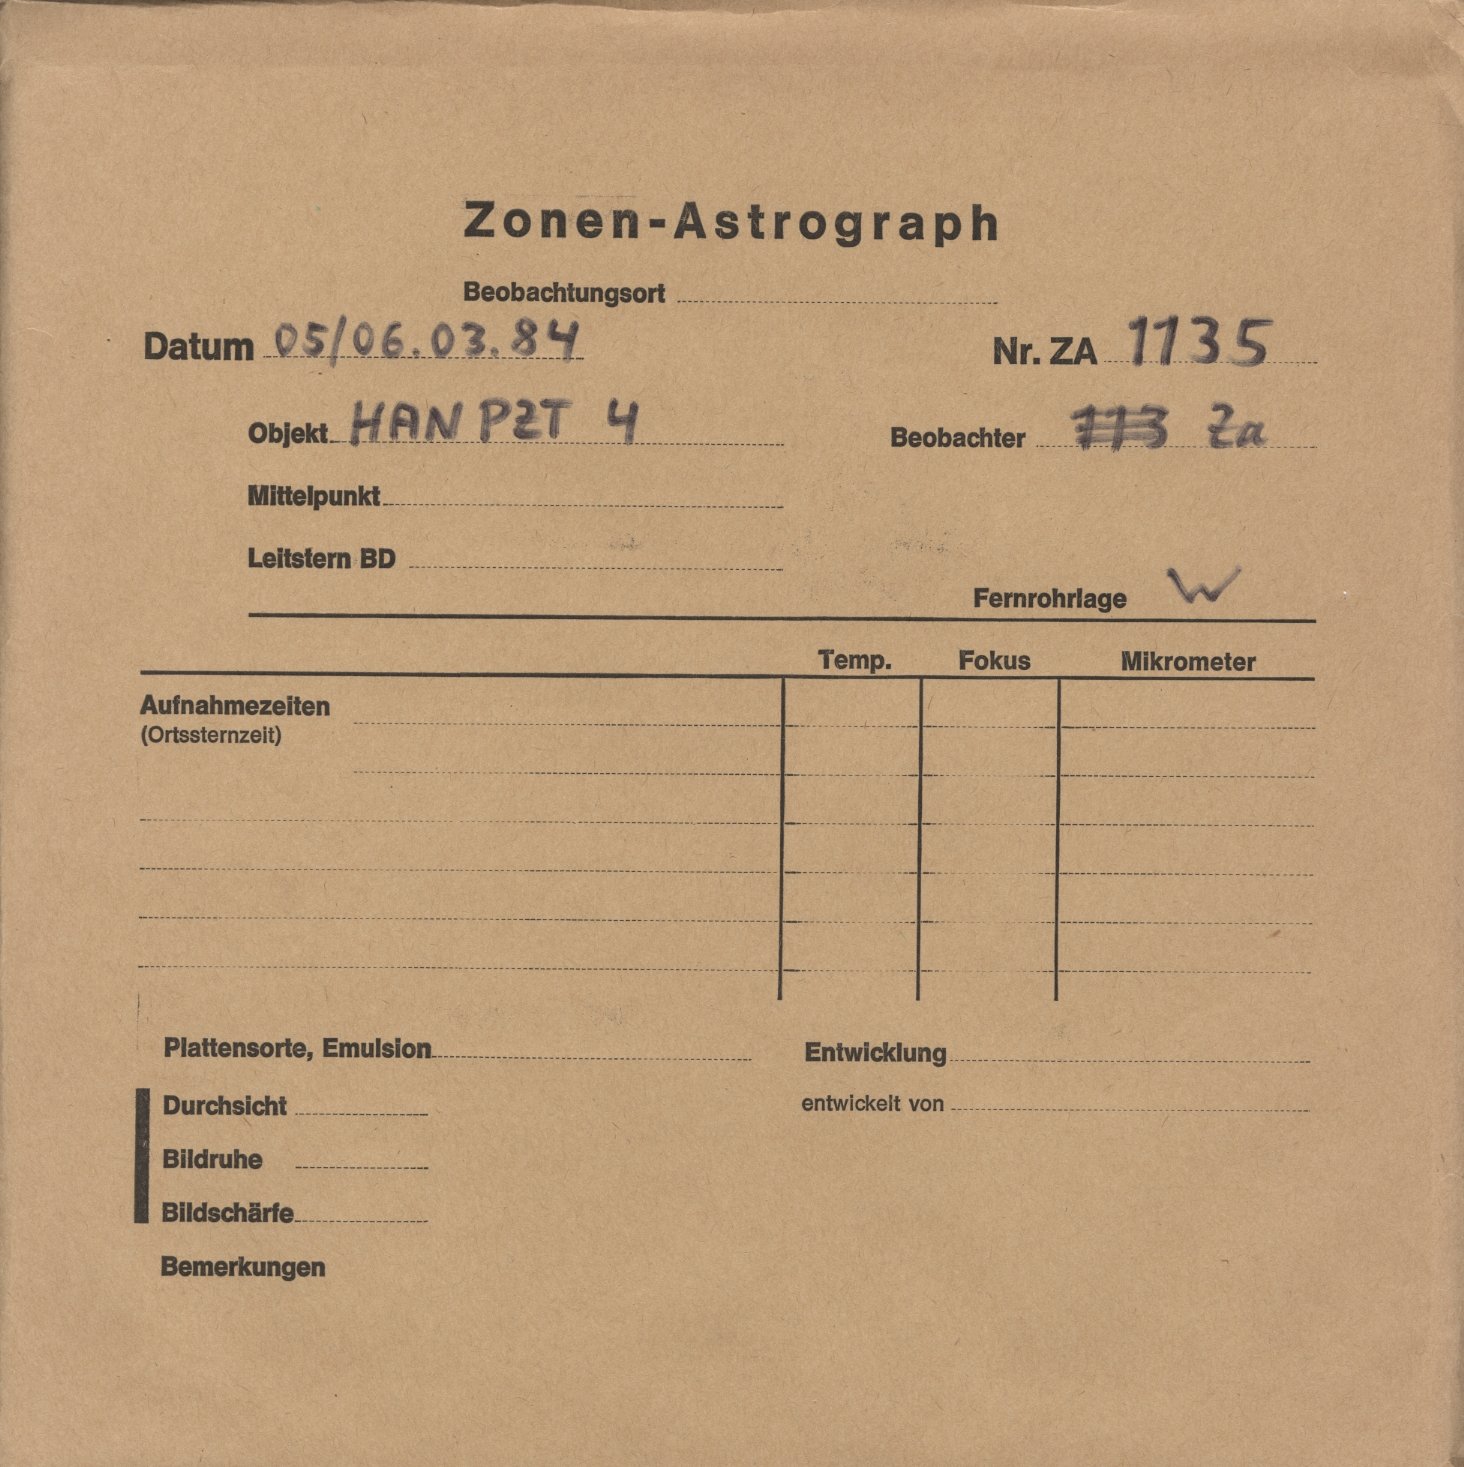 Zonen-Astrograph
Beobachtungsort
Datum 05/06.03.84 Nr. ZA 1135
Objekt HAN PZT 4 Beobachter 113 Za
Mittelpunkt
Leitstern BD
Fernrohrlage W
Temp. Fokus Mikrometer
Aufnahmezeiten
(Ortssternzeit)
Plattensorte, Emulsion Entwicklung
Durchsicht entwickelt von
Bildruhe
Bildschärfe
Bemerkungen